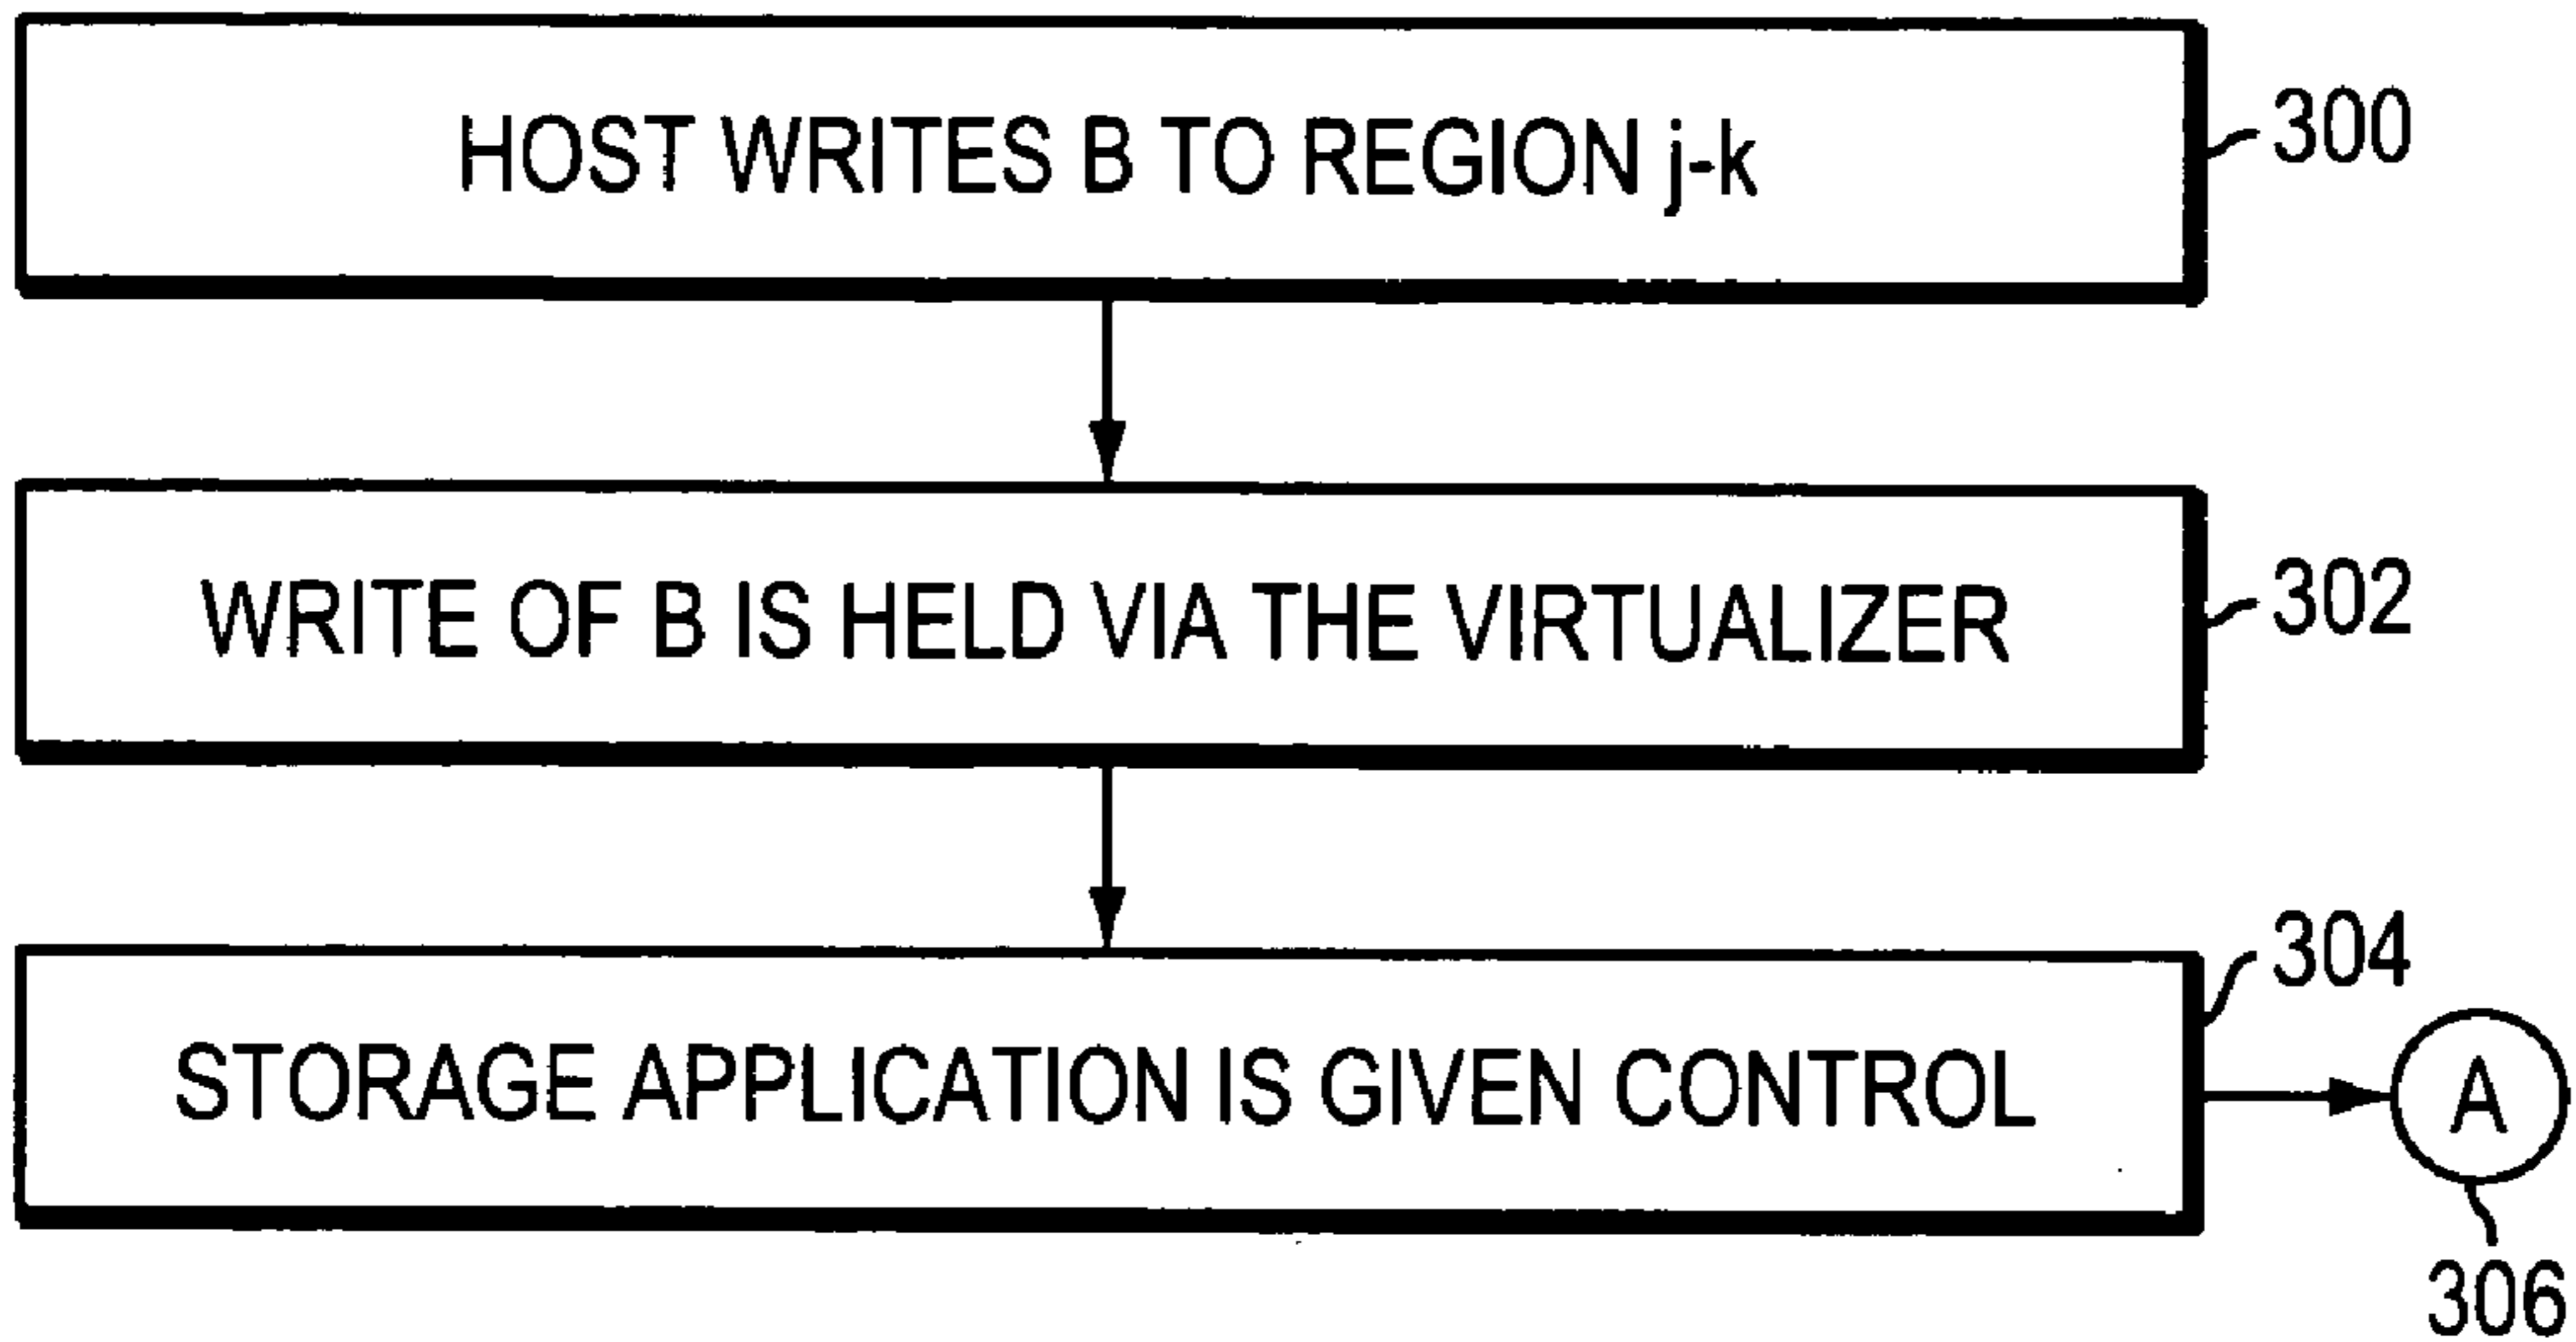 HOST WRITES B TO REGION j-k
300
WRITE OF B IS HELD VIA THE VIRTUALIZER
302
STORAGE APPLICATION IS GIVEN CONTROL
304
A
306